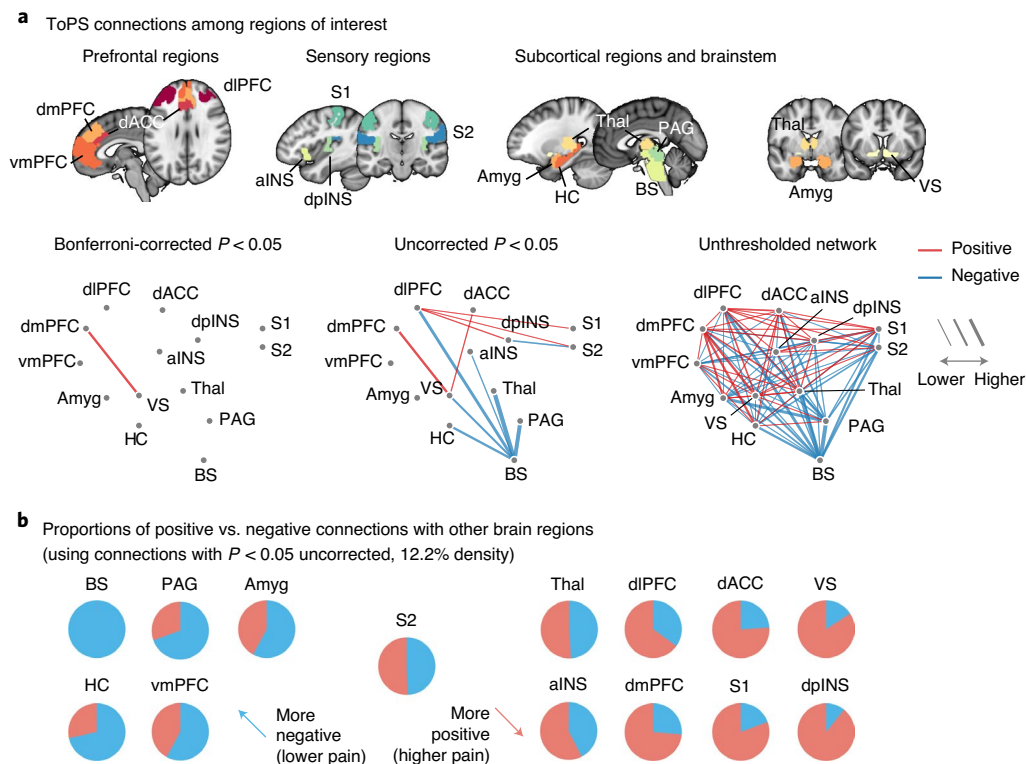 a ToPS connections among regions of interest
Prefrontal regions
Sensory regions
Subcortical regions and brainstem
dlPFC
dmPFC
dACC
vmPFC
S1
S2
aINS
dpINS
Thal
PAG
Amyg
HC
BS
Thal
Amyg
VS
Bonferroni-corrected P < 0.05
dlPFC
dACC
dmPFC
dpINS
S1
S2
vmPFC
aINS
Amyg
VS
Thal
HC
PAG
BS
Uncorrected P < 0.05
dlPFC
dACC
dmPFC
dpINS
S1
S2
vmPFC
aINS
Amyg
VS
Thal
HC
PAG
BS
Unthresholded network
dlPFC
dACC
aINS
dpINS
dmPFC
S1
S2
vmPFC
Amyg
Thal
VS
HC
PAG
BS
Positive
Negative
Lower Higher
b Proportions of positive vs. negative connections with other brain regions
(using connections with P < 0.05 uncorrected, 12.2% density)
BS PAG Amyg
HC vmPFC
More
negative
(lower pain)
S2
More
positive
(higher pain)
Thal dlPFC dACC VS
aINS dmPFC S1 dpINS